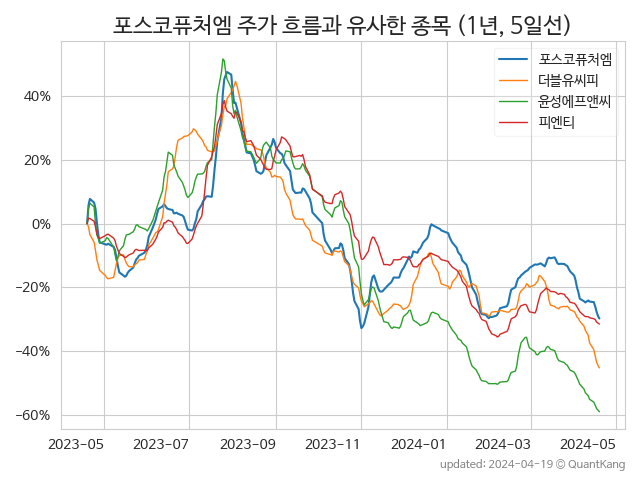 포스코퓨처엠 주가 흐름과 유사한 종목 (1년, 5일선)
포스코퓨처엠
더블유씨피
윤성에프앤씨
피엔티
40%
20%
0%
−20%
−40%
−60%
2023-05 2023-07 2023-09 2023-11 2024-01 2024-03 2024-05
updated: 2024-04-19 © QuantKang